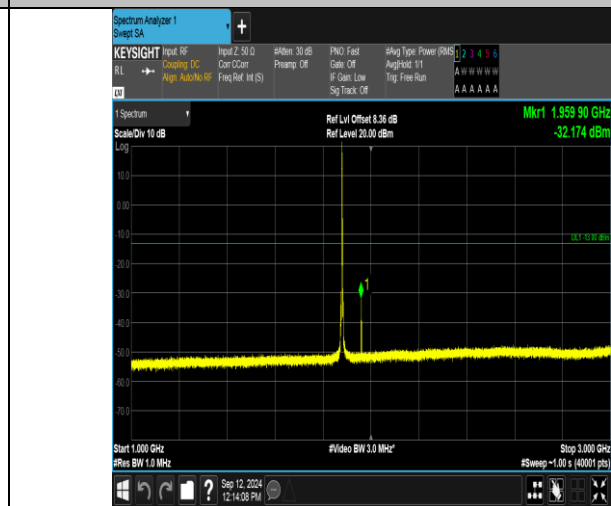 Spectrum Analyzer 1
Swept SA
+
KEYSIGHT Input: RF Input Z: 50 Ω #Atten: 30 dB PNO: Fast #Avg Type: Power (RMS 1 2 3 4 5 6
RL Coupling: DC Corr CCorr Preamp: Off Gate: Off Avg|Hold: 1/1 A W W W W W
Align: Auto/No RF Freq Ref: Int (S) IF Gain: Low Trig: Free Run
LXI Sig Track: Off A A A A A A
1 Spectrum Ref Lvl Offset 8.36 dB Mkr1 1.959 90 GHz
Scale/Div 10 dB Ref Level 20.00 dBm -32.174 dBm
Log
10.0
0.00
DL1 -13.00 dBm
-10.0
-20.0
1
-30.0
-40.0
-50.0
-60.0
-70.0
Start 1.000 GHz #Video BW 3.0 MHz* Stop 3.000 GHz
#Res BW 1.0 MHz #Sweep ~1.00 s (40001 pts)
? Sep 12, 2024
12:14:08 PM